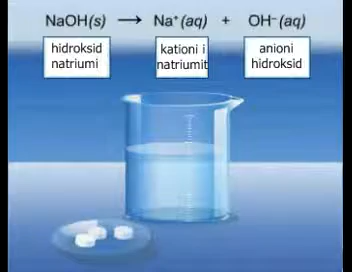 NaOH(s) ⟶ Na⁺(aq) + OH⁻(aq)
hidroksid natriumi
kationi i natriumit
anioni hidroksid